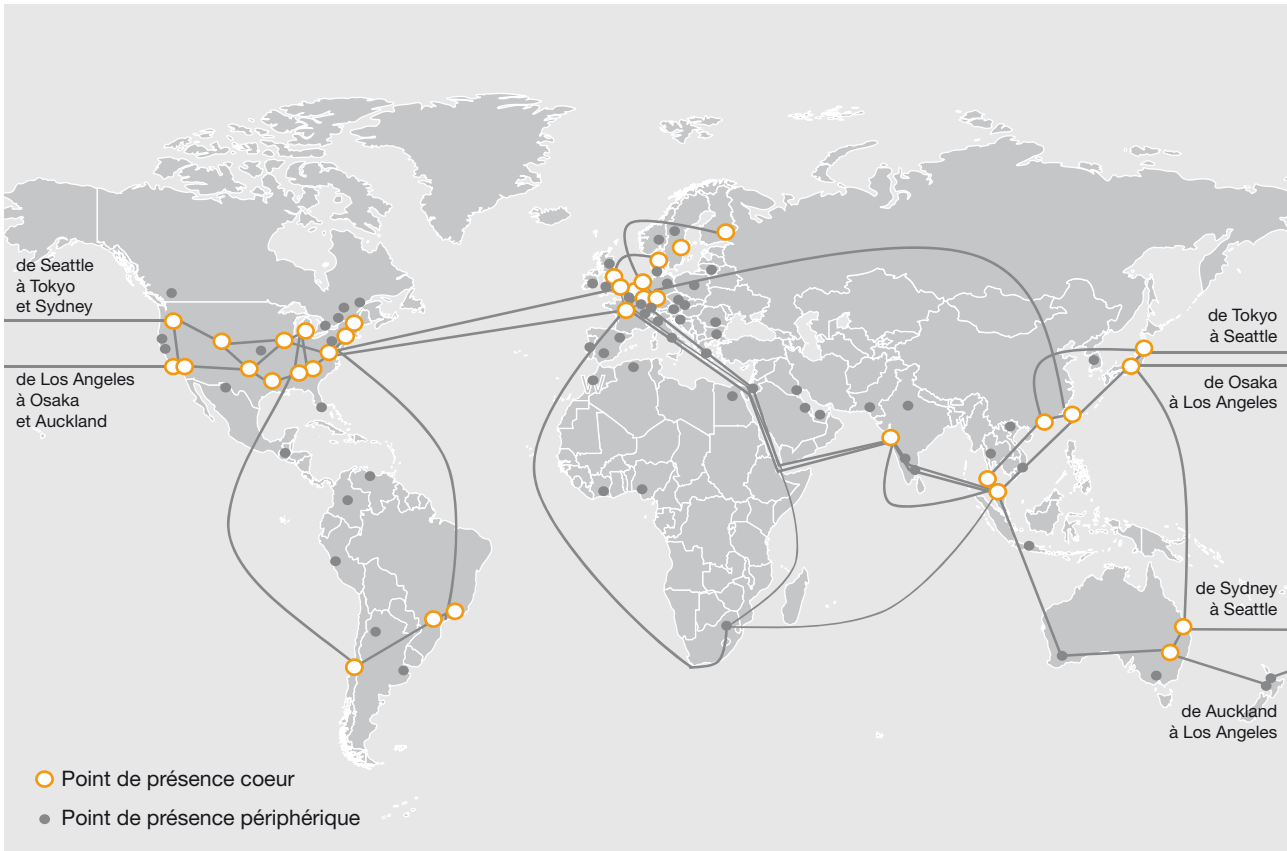 de Seattle
à Tokyo
et Sydney
de Los Angeles
à Osaka
et Auckland
de Tokyo
à Seattle
de Osaka
à Los Angeles
de Sydney
à Seattle
de Auckland
à Los Angeles
Point de présence coeur
Point de présence périphérique